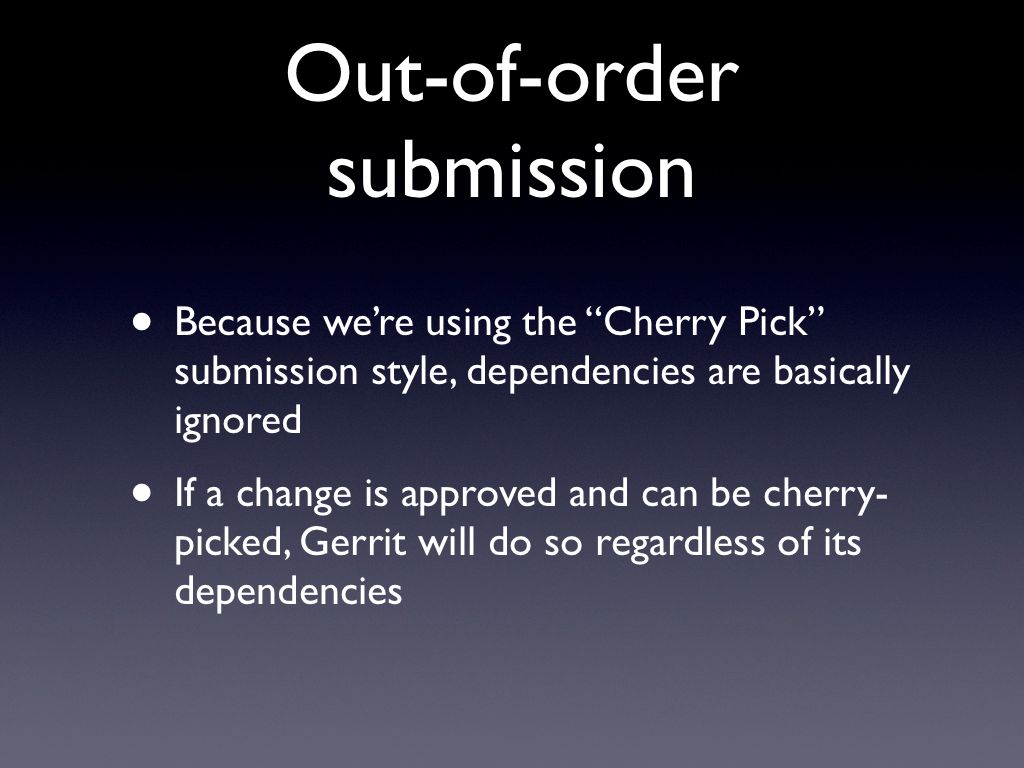 Out-of-order
submission
• Because we’re using the “Cherry Pick”
submission style, dependencies are basically
ignored
• If a change is approved and can be cherry-
picked, Gerrit will do so regardless of its
dependencies